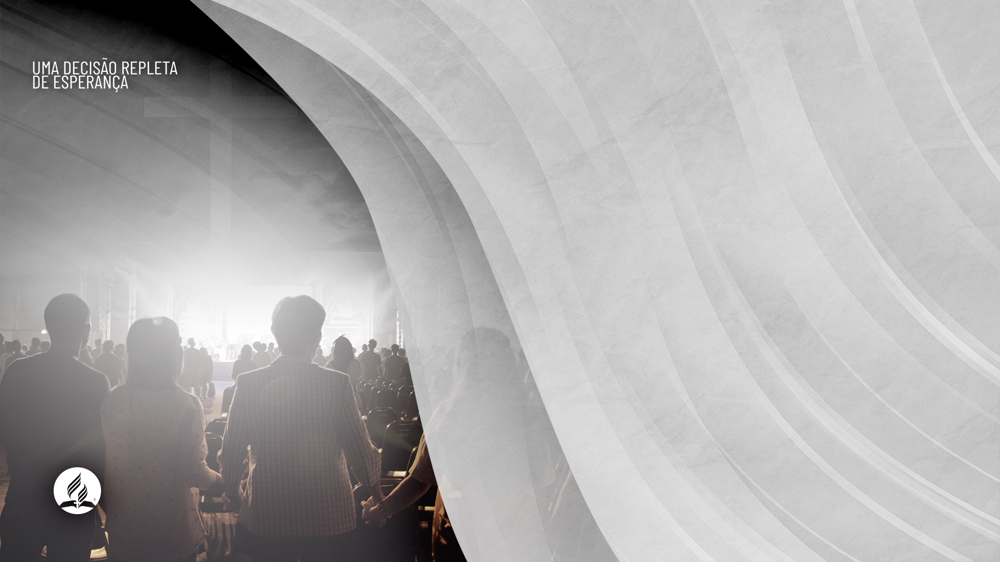 UMA DECISÃO REPLETA
DE ESPERANÇA